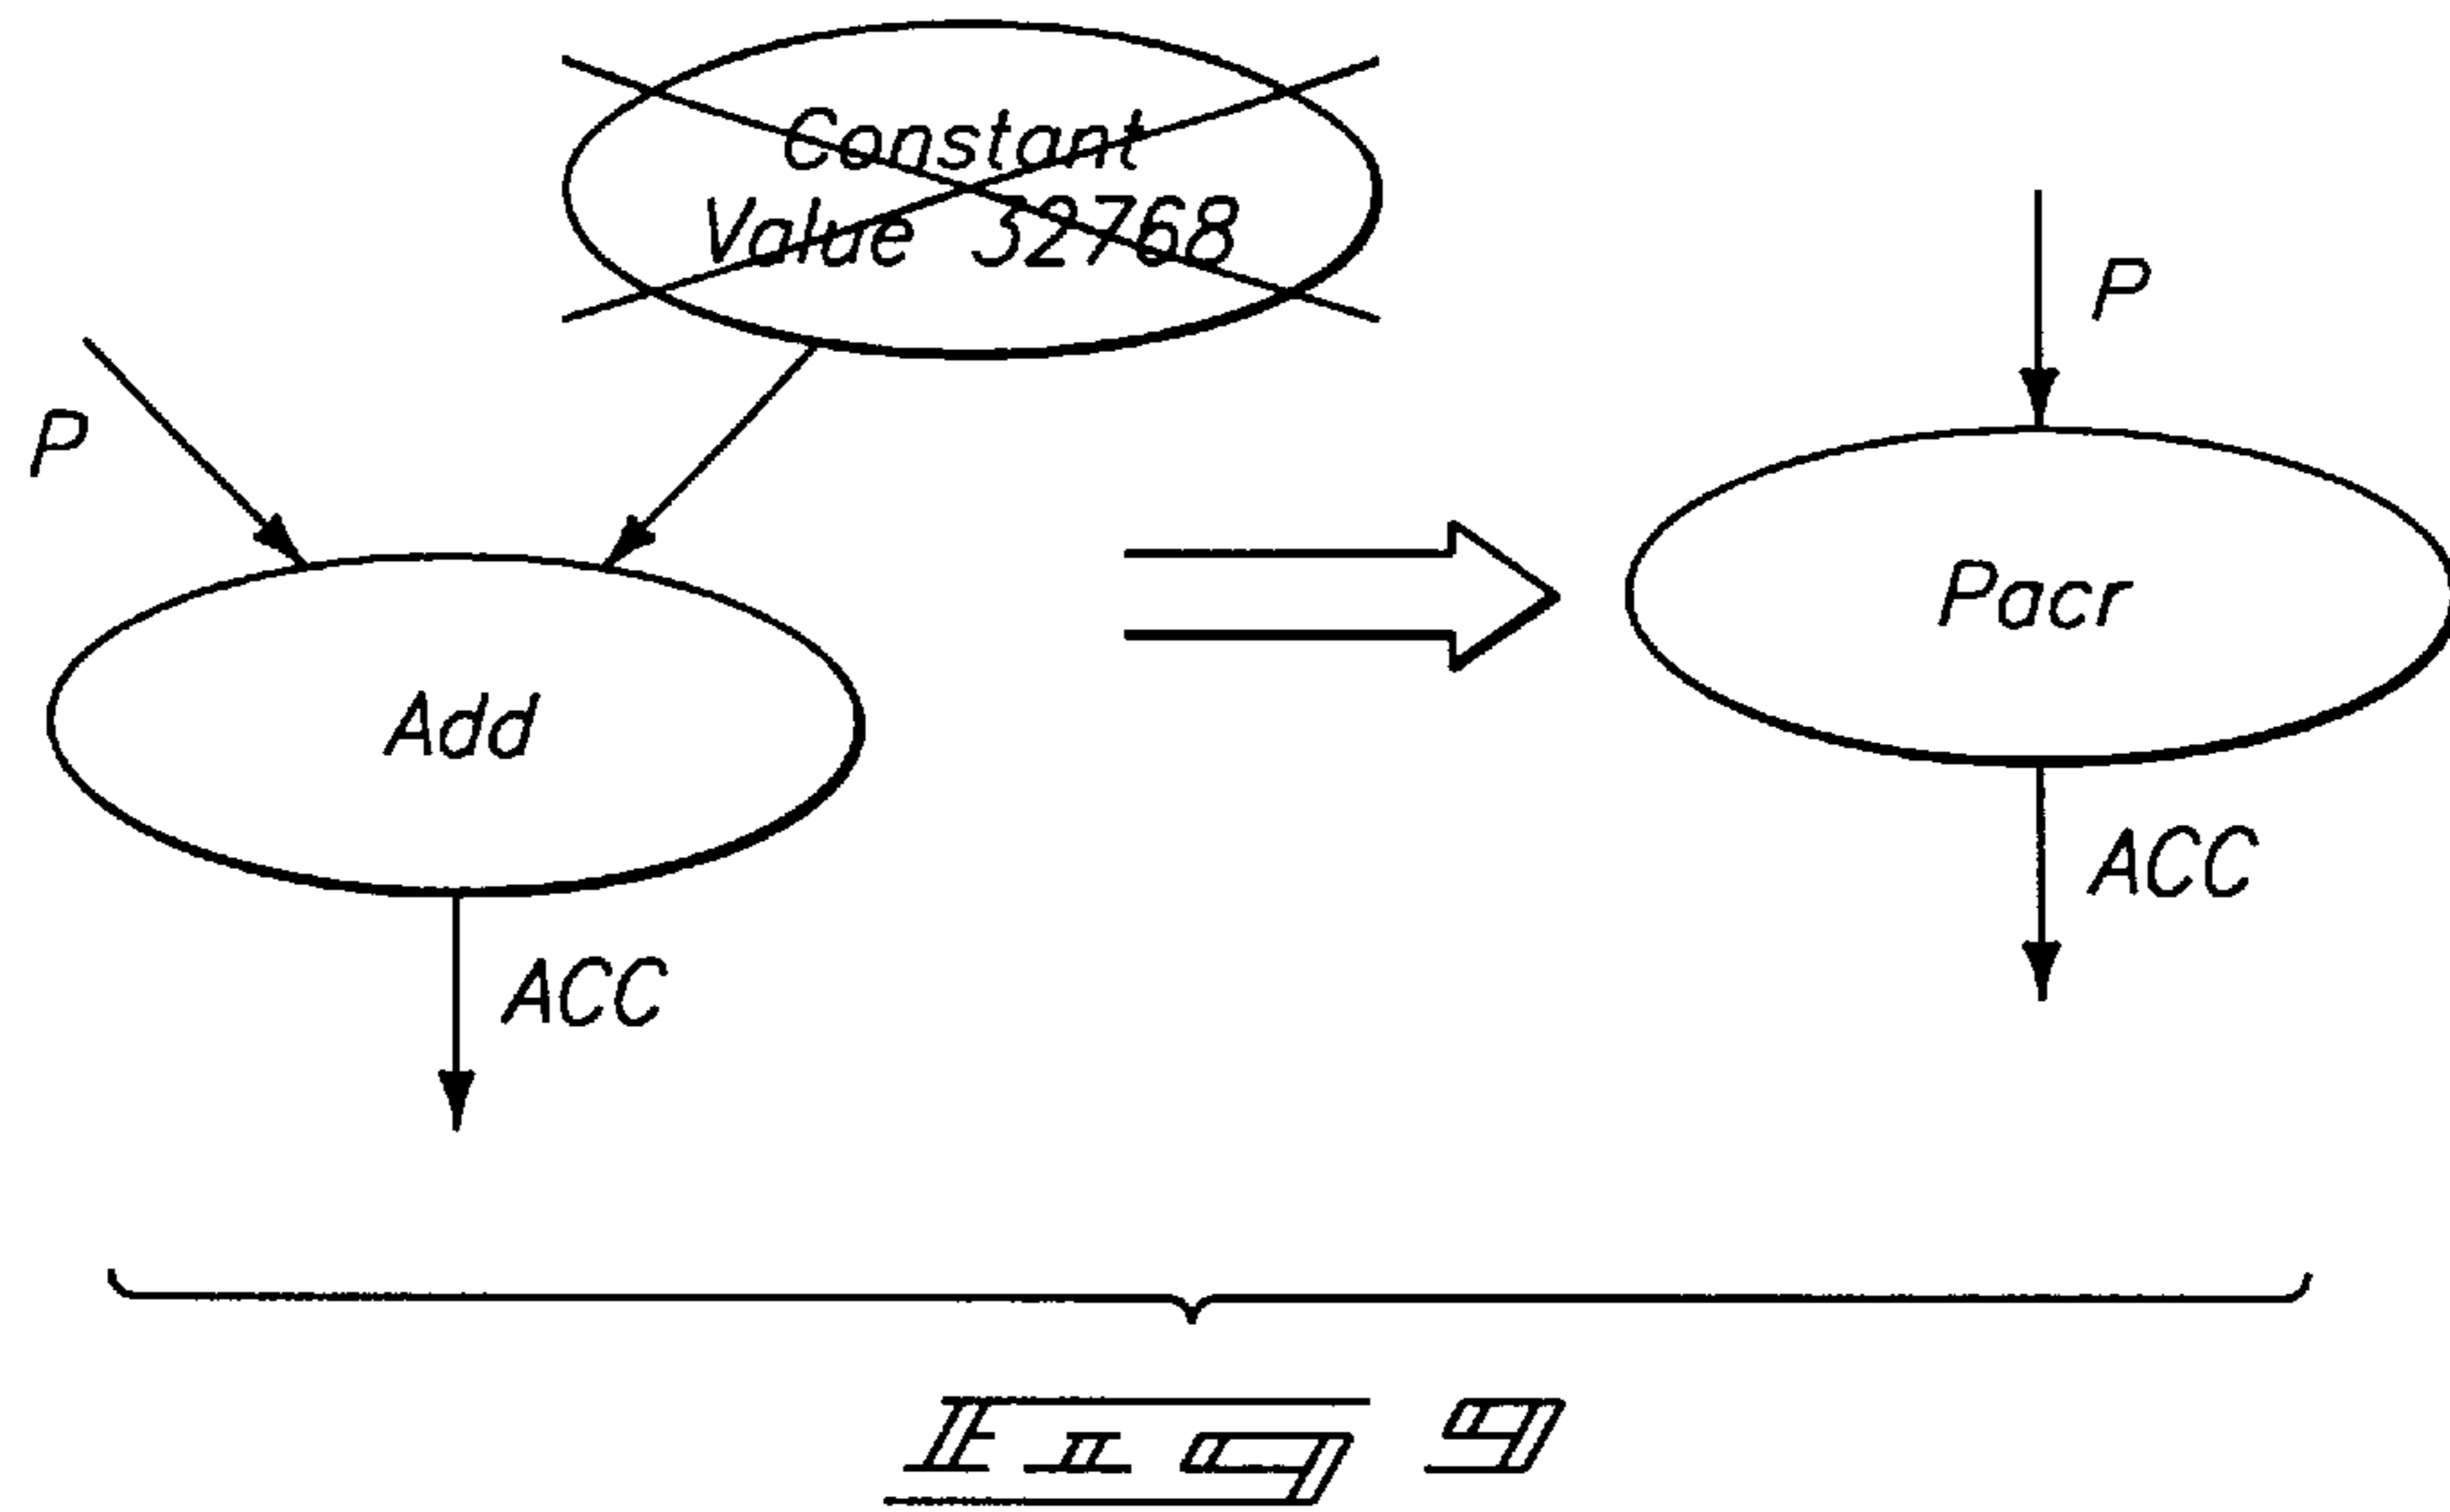 Constant
Value 32768
P
P
Add
Pacr
ACC
ACC
Fig 9